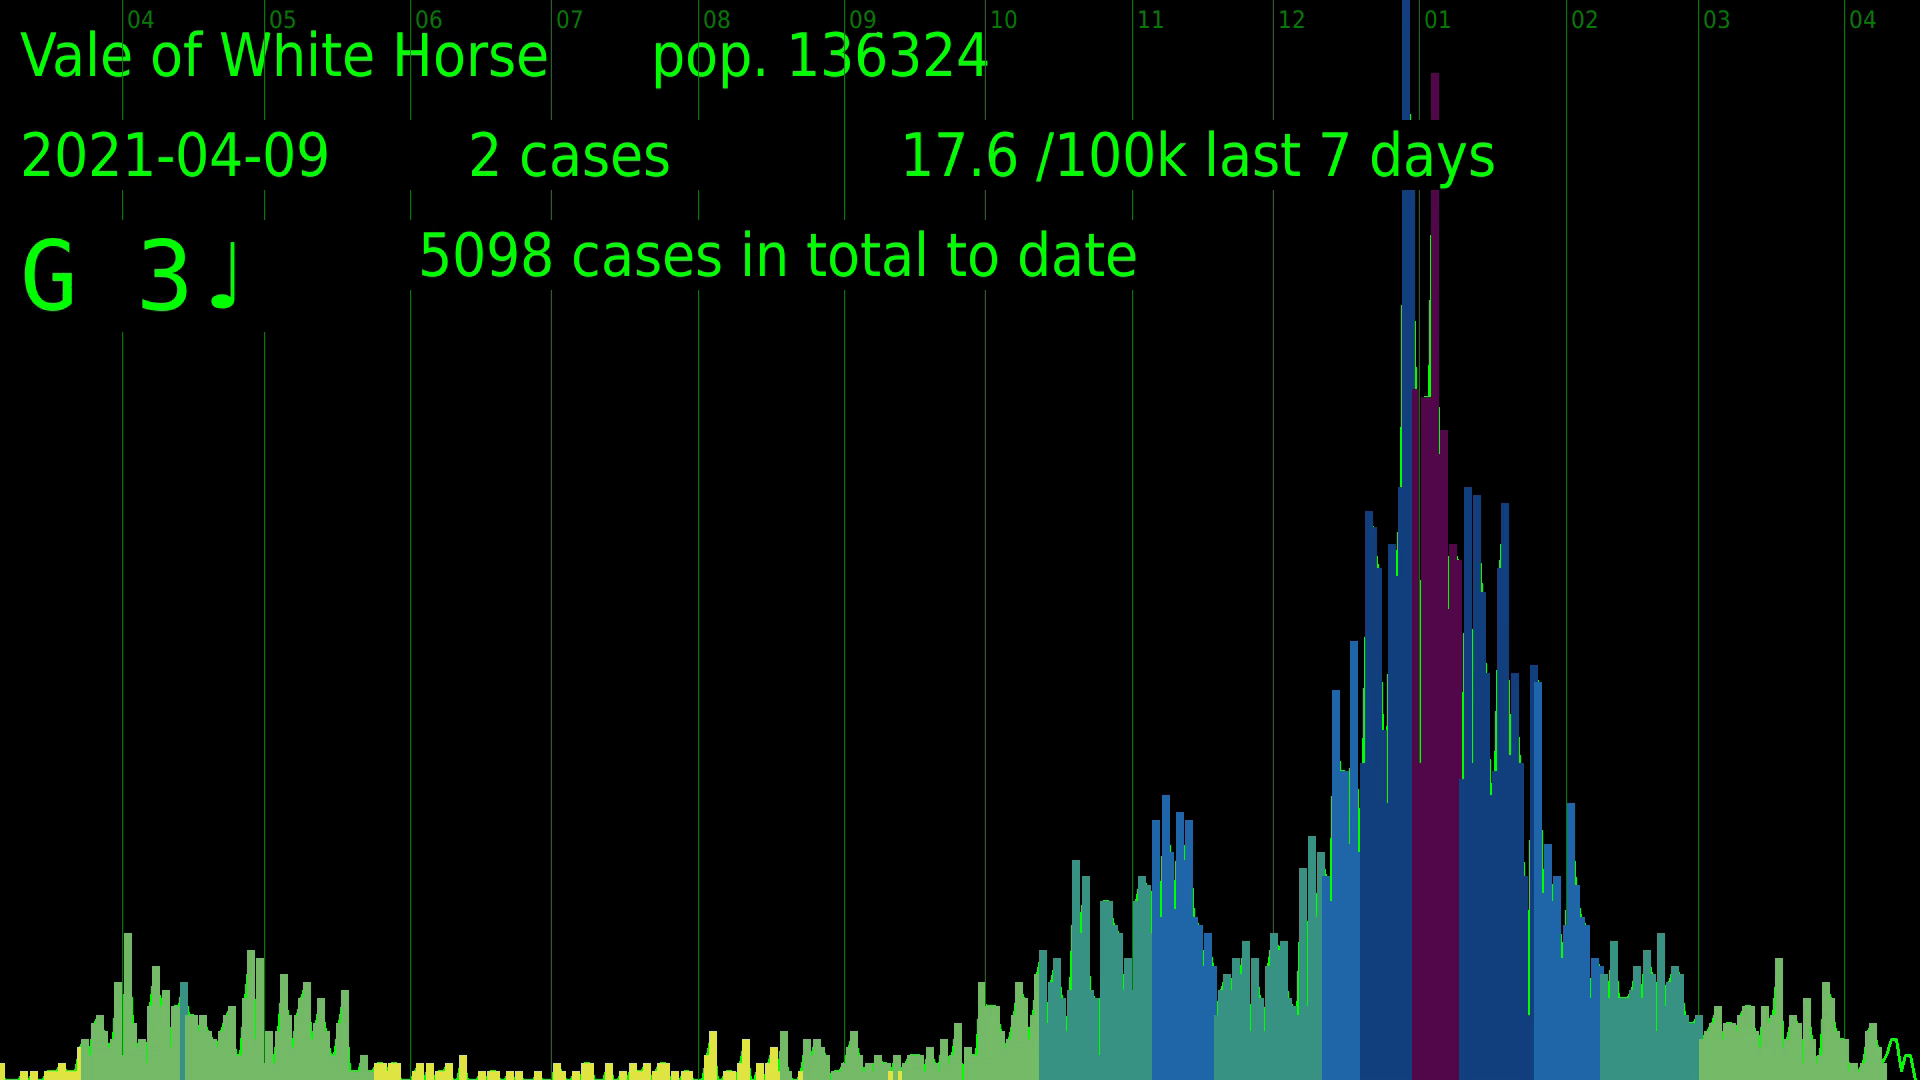 04 05 06 07 08 09 10 11 12 01 02 03 04
Vale of White Horse pop. 136324
2021-04-09 2 cases 17.6 /100k last 7 days
G 3♩ 5098 cases in total to date